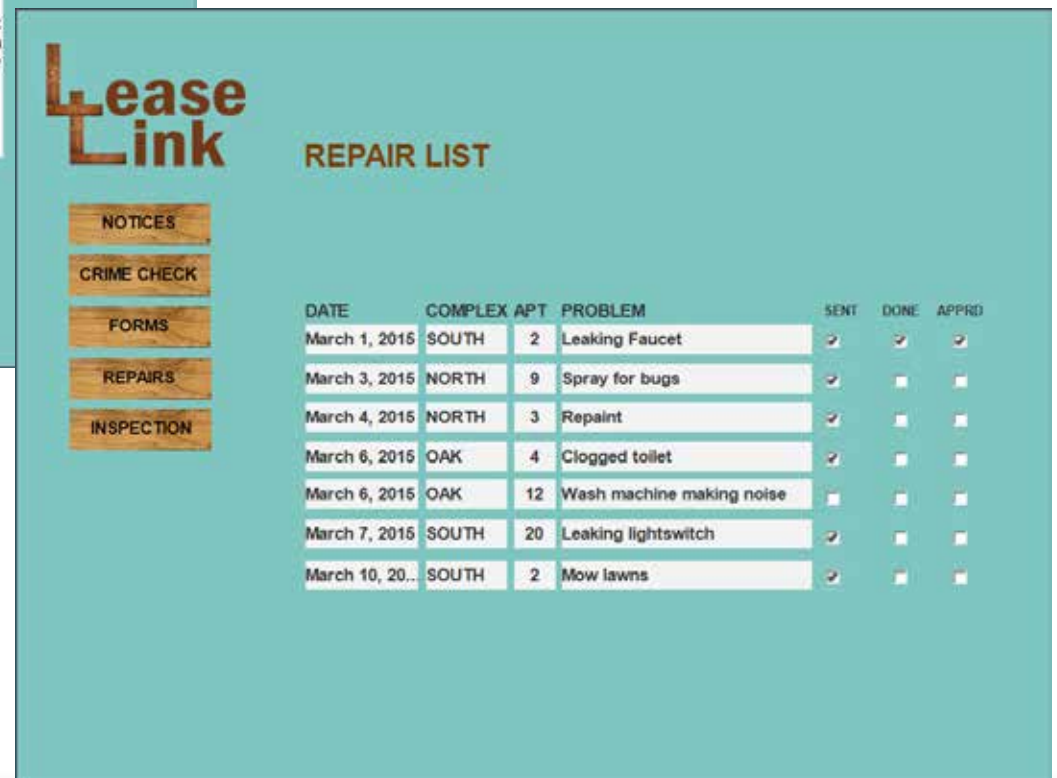 Lease
Link
REPAIR LIST
NOTICES
CRIME CHECK
FORMS
REPAIRS
INSPECTION
DATE COMPLEX APT PROBLEM SENT DONE APPRD
March 1, 2015 SOUTH 2 Leaking Faucet
March 3, 2015 NORTH 9 Spray for bugs
March 4, 2015 NORTH 3 Repaint
March 6, 2015 OAK 4 Clogged toilet
March 6, 2015 OAK 12 Wash machine making noise
March 7, 2015 SOUTH 20 Leaking lightswitch
March 10, 20... SOUTH 2 Mow lawns